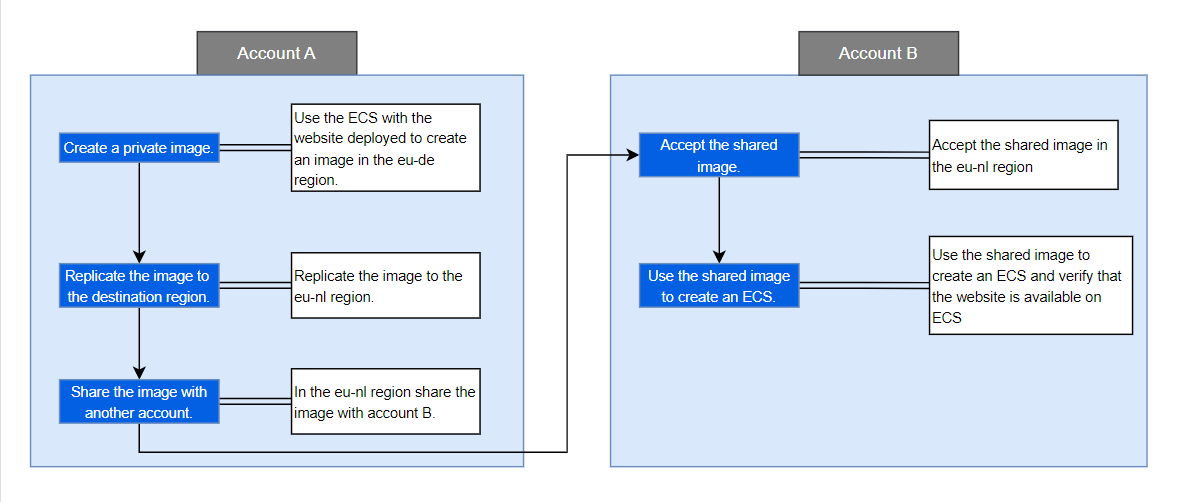 Account A
Create a private image.
Use the ECS with the
website deployed to create
an image in the eu-de
region.
Replicate the image to
the destination region.
Replicate the image to the
eu-nl region.
Share the image with
another account.
In the eu-nl region share the
image with account B.
Account B
Accept the shared
image.
Accept the shared image in
the eu-nl region
Use the shared image
to create an ECS.
Use the shared image to
create an ECS and verify that
the website is available on
ECS